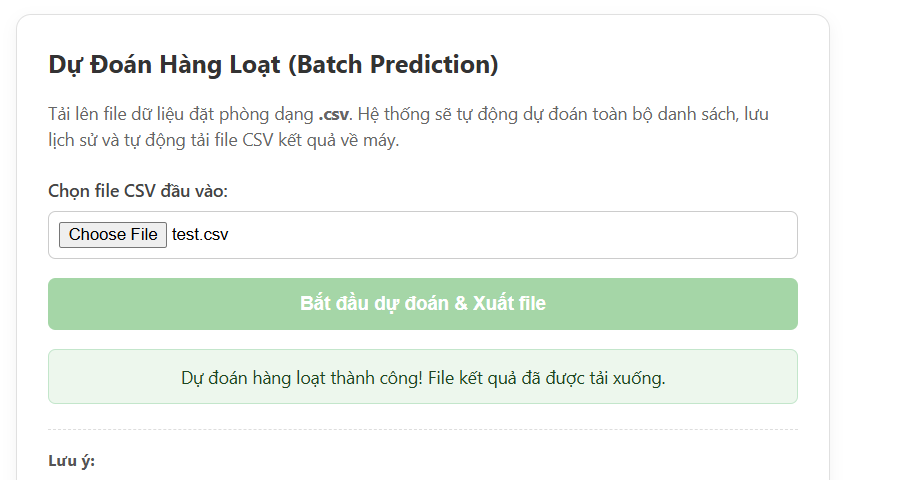 Dự Đoán Hàng Loạt (Batch Prediction)
Tải lên file dữ liệu đặt phòng dạng .csv. Hệ thống sẽ tự động dự đoán toàn bộ danh sách, lưu
lịch sử và tự động tải file CSV kết quả về máy.
Chọn file CSV đầu vào:
Choose File test.csv
Bắt đầu dự đoán & Xuất file
Dự đoán hàng loạt thành công! File kết quả đã được tải xuống.
Lưu ý: